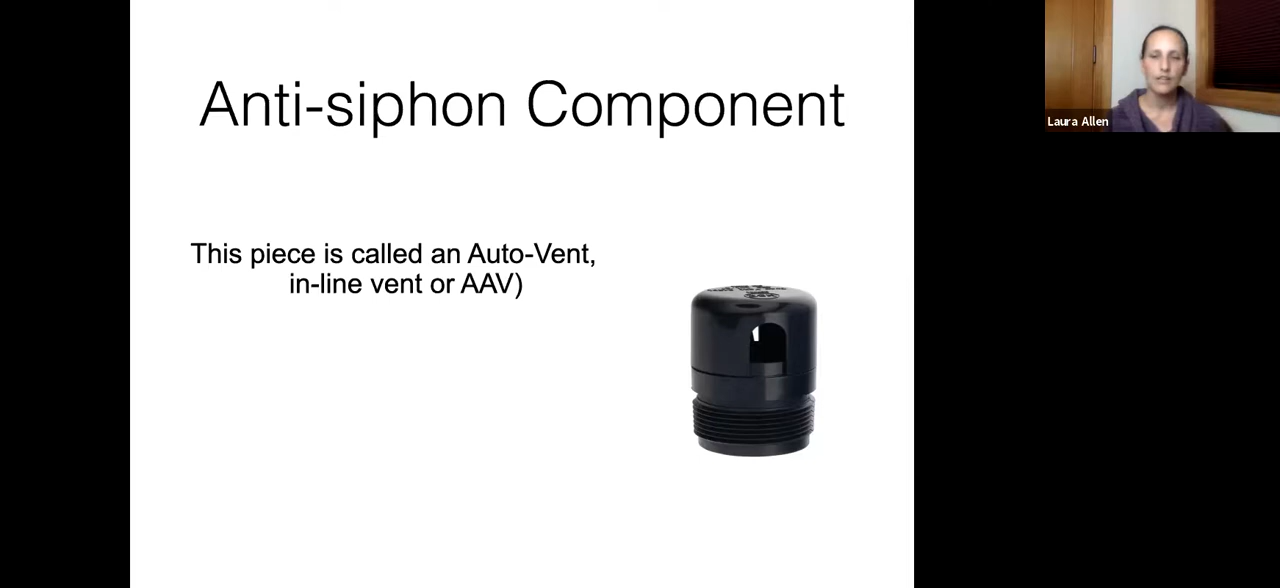 Anti-siphon Component
This piece is called an Auto-Vent,
in-line vent or AAV)
Laura Allen